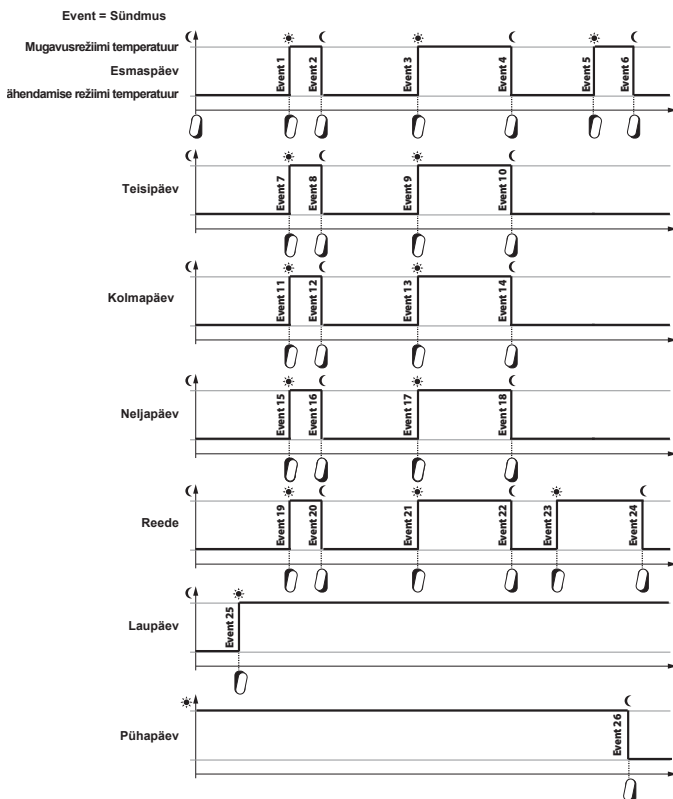 Event = Sündmus
Mugavusrežiimi temperatuur
Esmaspäev
ähendamise režiimi temperatuur
Event 1
Event 2
Event 3
Event 4
Event 5
Event 6
Teisipäev
Event 7
Event 8
Event 9
Event 10
Kolmapäev
Event 11
Event 12
Event 13
Event 14
Neljapäev
Event 15
Event 16
Event 17
Event 18
Reede
Event 19
Event 20
Event 21
Event 22
Event 23
Event 24
Laupäev
Event 25
Pühapäev
Event 26